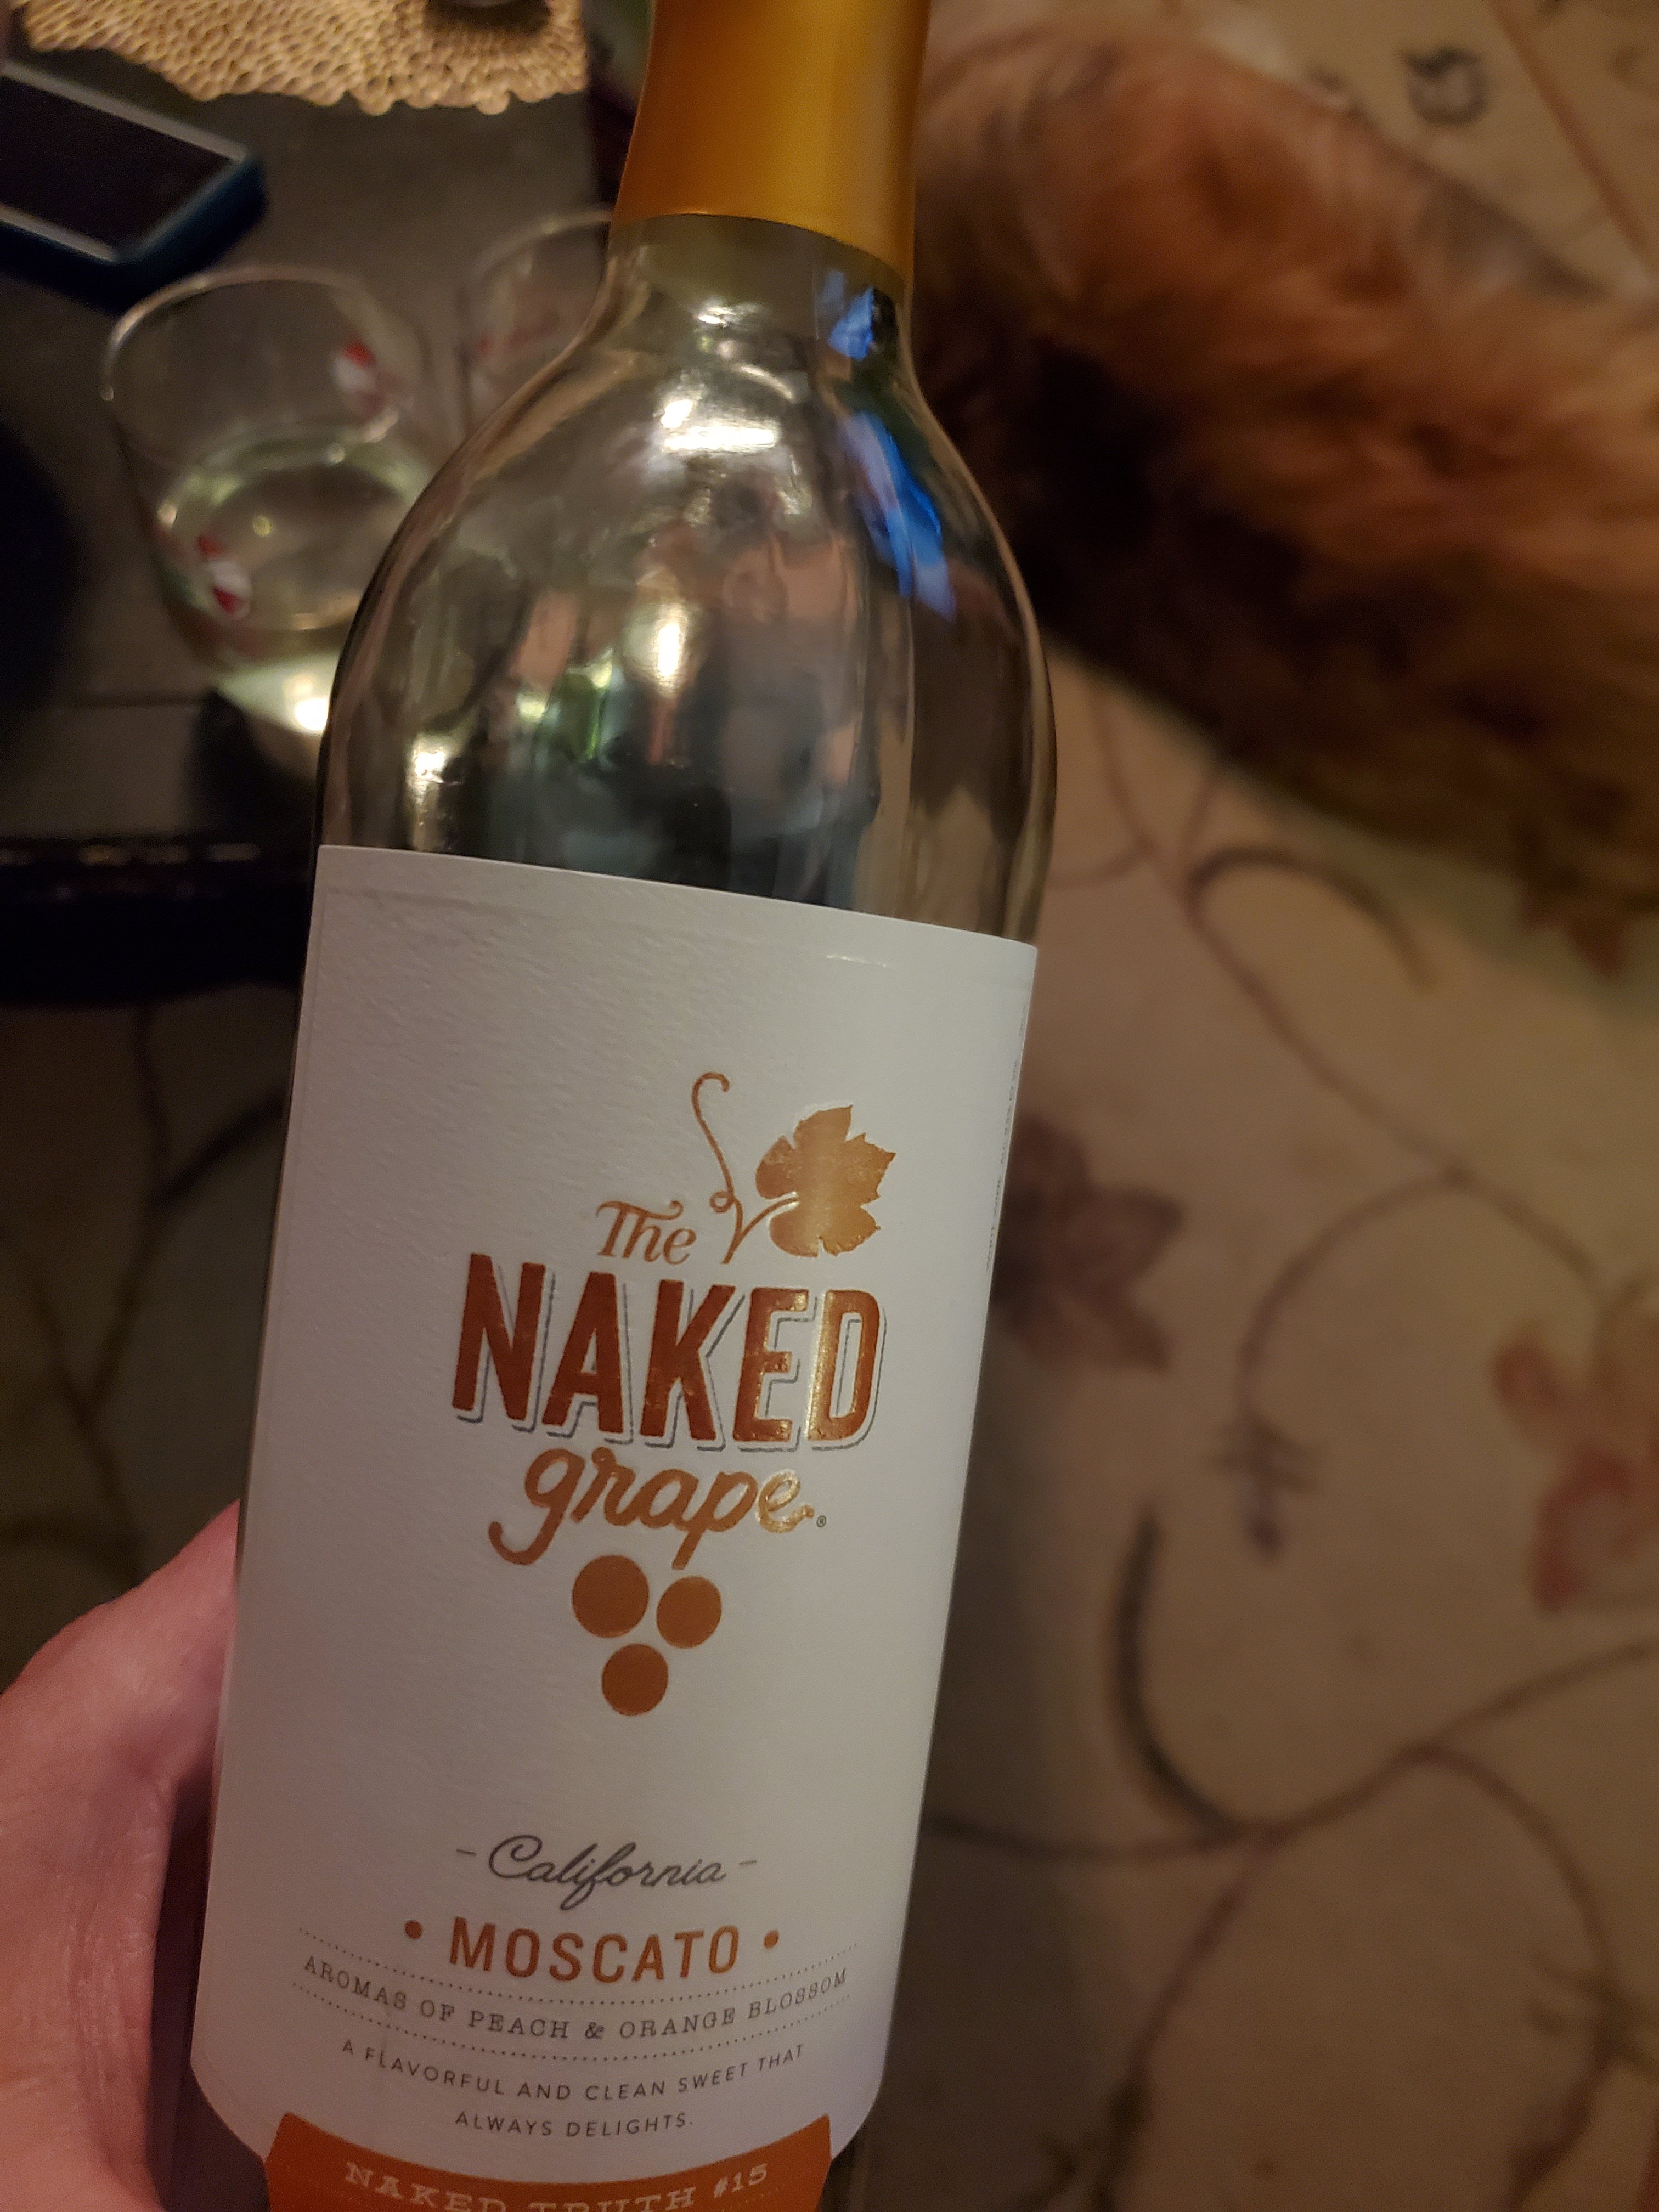 The
NAKED
grape®
- California -
• MOSCATO •
AROMAS OF PEACH & ORANGE BLOSSOM
A FLAVORFUL AND CLEAN SWEET THAT
ALWAYS DELIGHTS.
NAKED TRUTH #15